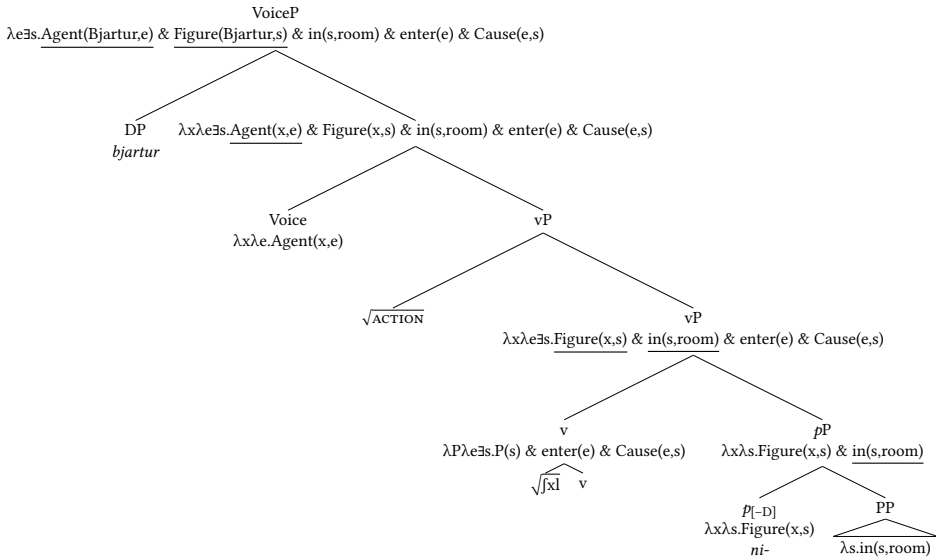 VoiceP
λe∃s.Agent(Bjartur,e) & Figure(Bjartur,s) & in(s,room) & enter(e) & Cause(e,s)
DP λxλe∃s.Agent(x,e) & Figure(x,s) & in(s,room) & enter(e) & Cause(e,s)
bjartur
Voice vP
λxλe.Agent(x,e)
√ACTION vP
λxλe∃s.Figure(x,s) & in(s,room) & enter(e) & Cause(e,s)
v pP
λPλe∃s.P(s) & enter(e) & Cause(e,s) λxλs.Figure(x,s) & in(s,room)
√ʃxl v
p[–D] PP
λxλs.Figure(x,s)
ni- λs.in(s,room)